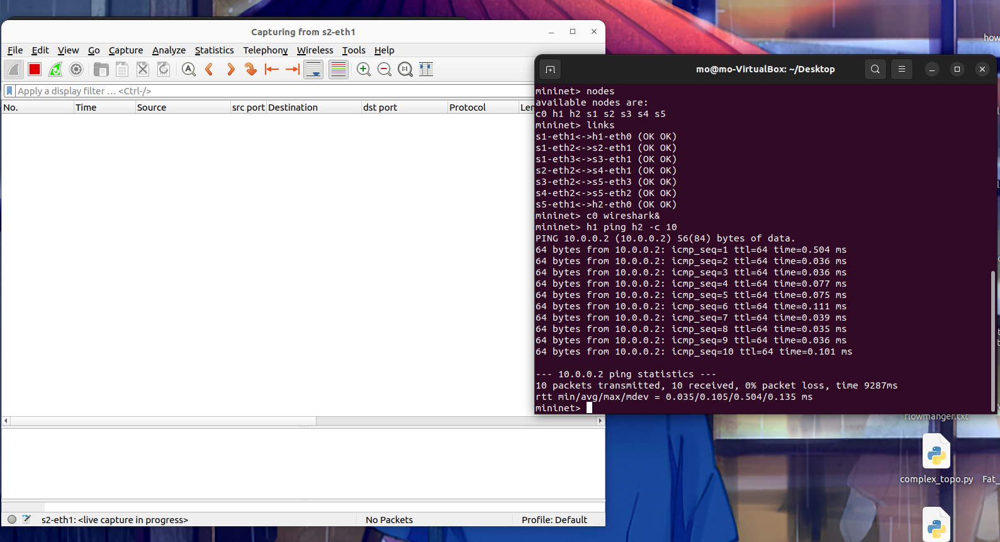 Capturing from s2-eth1
File Edit View Go Capture Analyze Statistics Telephony Wireless Tools Help
Apply a display filter … <Ctrl-/>
No. Time Source src port Destination dst port Protocol Len
s2-eth1: <live capture in progress> No Packets Profile: Default
mo@mo-VirtualBox: ~/Desktop
mininet> nodes
available nodes are:
c0 h1 h2 s1 s2 s3 s4 s5
mininet> links
s1-eth1<->h1-eth0 (OK OK)
s1-eth2<->s2-eth1 (OK OK)
s1-eth3<->s3-eth1 (OK OK)
s2-eth2<->s4-eth1 (OK OK)
s3-eth2<->s5-eth3 (OK OK)
s4-eth2<->s5-eth2 (OK OK)
s5-eth1<->h2-eth0 (OK OK)
mininet> c0 wireshark&
mininet> h1 ping h2 -c 10
PING 10.0.0.2 (10.0.0.2) 56(84) bytes of data.
64 bytes from 10.0.0.2: icmp_seq=1 ttl=64 time=0.504 ms
64 bytes from 10.0.0.2: icmp_seq=2 ttl=64 time=0.036 ms
64 bytes from 10.0.0.2: icmp_seq=3 ttl=64 time=0.036 ms
64 bytes from 10.0.0.2: icmp_seq=4 ttl=64 time=0.077 ms
64 bytes from 10.0.0.2: icmp_seq=5 ttl=64 time=0.075 ms
64 bytes from 10.0.0.2: icmp_seq=6 ttl=64 time=0.111 ms
64 bytes from 10.0.0.2: icmp_seq=7 ttl=64 time=0.039 ms
64 bytes from 10.0.0.2: icmp_seq=8 ttl=64 time=0.035 ms
64 bytes from 10.0.0.2: icmp_seq=9 ttl=64 time=0.036 ms
64 bytes from 10.0.0.2: icmp_seq=10 ttl=64 time=0.101 ms
--- 10.0.0.2 ping statistics ---
10 packets transmitted, 10 received, 0% packet loss, time 9287ms
rtt min/avg/max/mdev = 0.035/0.105/0.504/0.135 ms
mininet>
how
flowmanger.txt
complex_topo.py Fat_